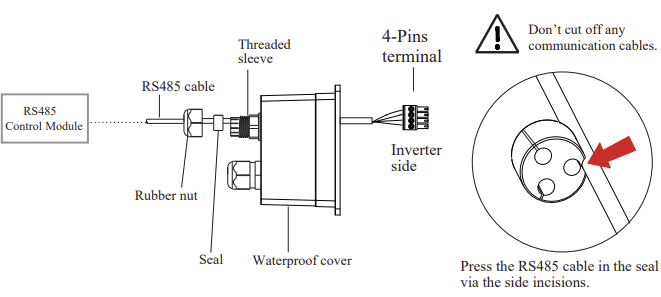 4-Pins
terminal
Threaded
sleeve
Don't cut off any
communication cables.
RS485 cable
RS485
Control Module
Inverter
side
Rubber nut
Seal
Waterproof cover
Press the RS485 cable in the seal
via the side incisions.